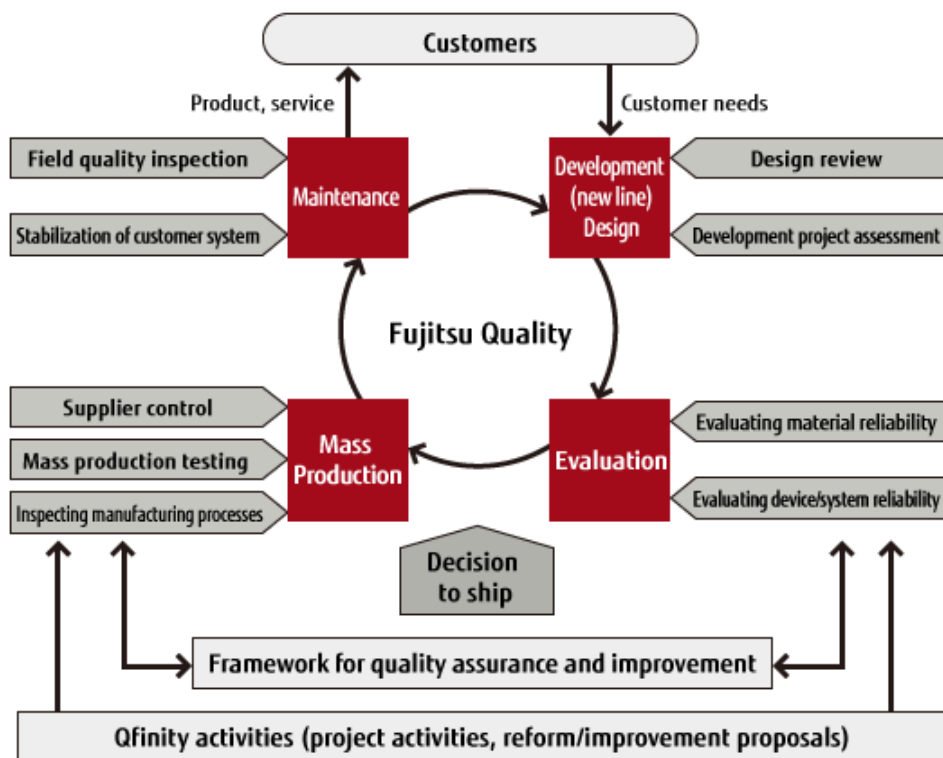 Customers
Product, service
Customer needs
Field quality inspection
Stabilization of customer system
Maintenance
Development
(new line)
Design
Design review
Development project assessment
Fujitsu Quality
Supplier control
Mass production testing
Inspecting manufacturing processes
Mass
Production
Evaluation
Evaluating material reliability
Evaluating device/system reliability
Decision
to ship
Framework for quality assurance and improvement
Qfinity activities (project activities, reform/improvement proposals)